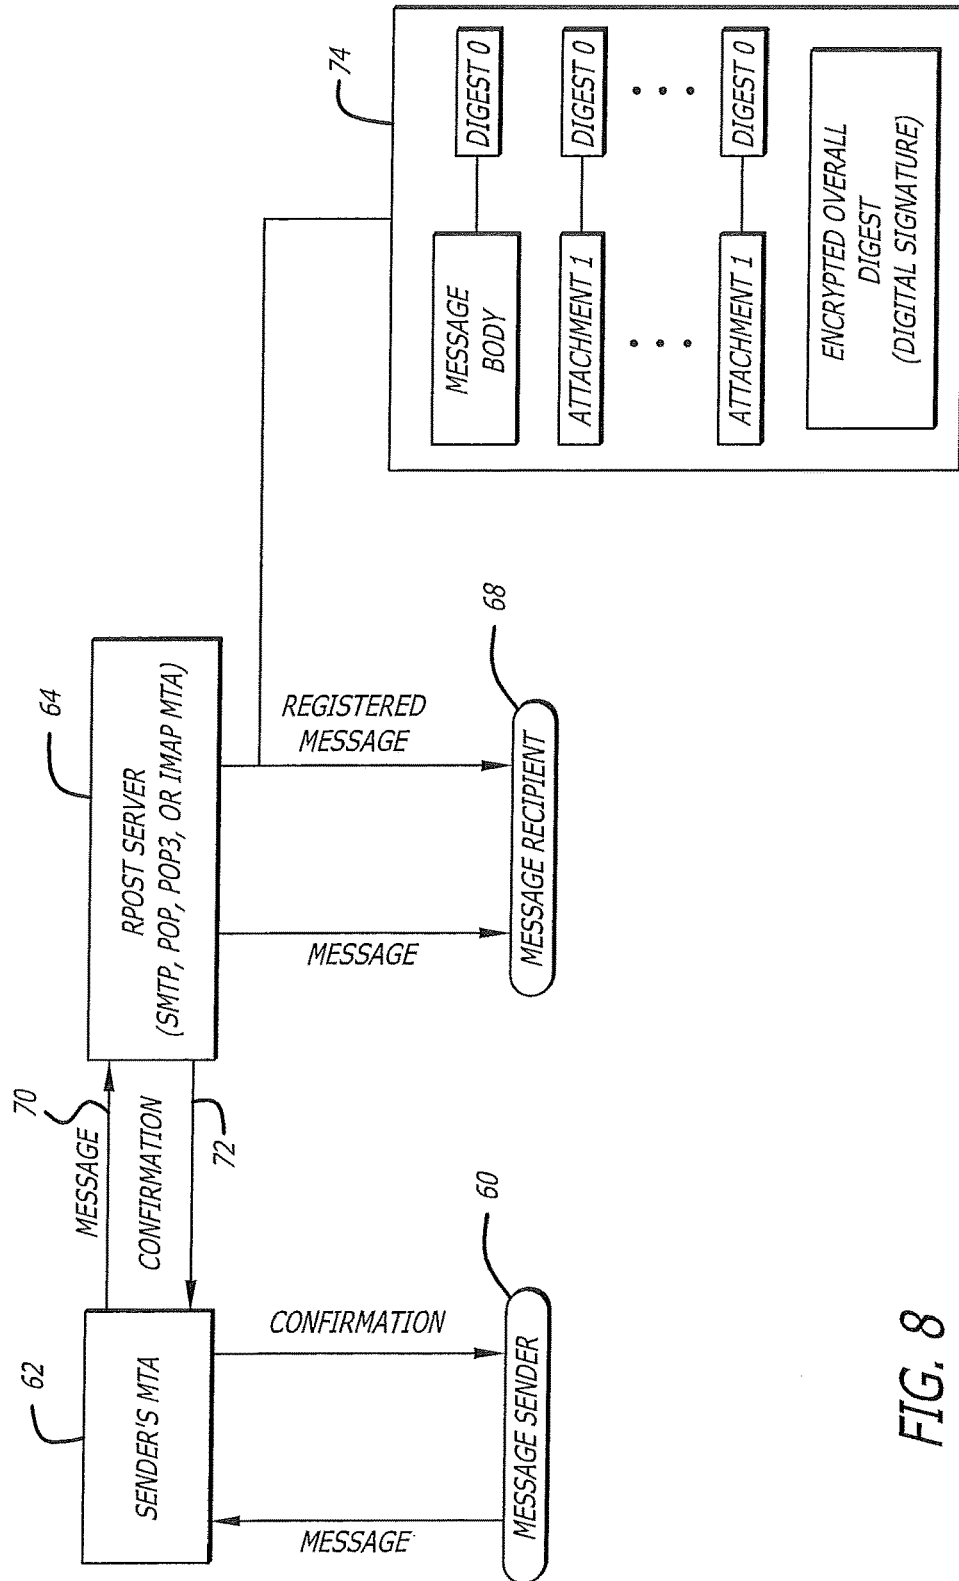 62
SENDER'S MTA
MESSAGE
70
CONFIRMATION
72
64
RPOST SERVER
(SMTP, POP, POP3, OR IMAP MTA)
MESSAGE
CONFIRMATION
60
MESSAGE SENDER
MESSAGE
REGISTERED
MESSAGE
68
MESSAGE RECIPIENT
74
MESSAGE
BODY
DIGEST 0
ATTACHMENT 1
DIGEST 0
• • •
• • •
ATTACHMENT 1
DIGEST 0
ENCRYPTED OVERALL
DIGEST
(DIGITAL SIGNATURE)
FIG. 8